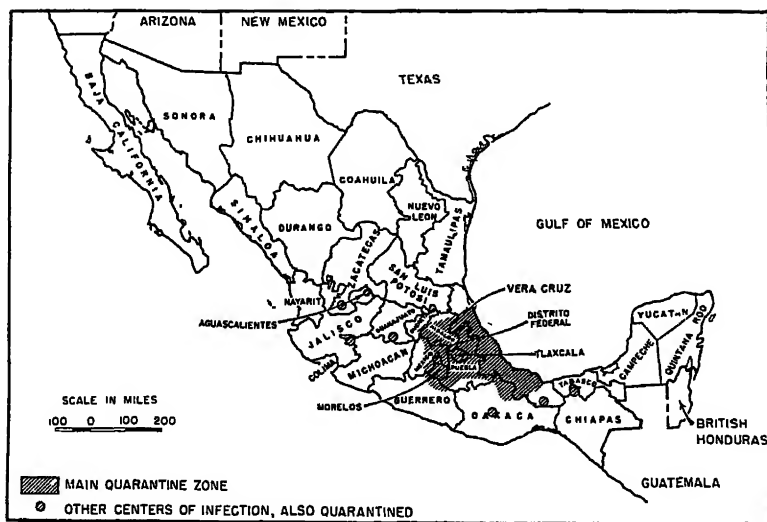 ARIZONA
NEW MEXICO
TEXAS
BAJA
CALIFORNIA
SONORA
CHIHUAHUA
COAHUILA
NUEVO
LEON
TAMAULIPAS
SINALOA
DURANGO
ZACATECAS
SAN LUIS
POTOSI
GULF OF MEXICO
NAYARIT
VERA CRUZ
DISTRITO
FEDERAL
YUCATAN
QUINTANA ROO
CAMPECHE
AGUASCALIENTES
JALISCO
GUANAJUATO
TLAXCALA
COLIMA
MICHOACAN
MEXICO
PUEBLA
TABASCO
MORELOS
GUERRERO
OAXACA
CHIAPAS
BRITISH
HONDURAS
GUATEMALA
SCALE IN MILES
100 0 100 200
MAIN QUARANTINE ZONE
OTHER CENTERS OF INFECTION, ALSO QUARANTINED